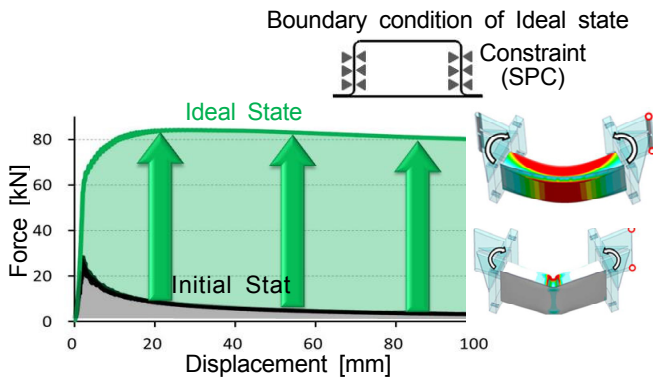 Boundary condition of Ideal state
Constraint
(SPC)
Ideal State
80
60
40
20
0
Force [kN]
Initial Stat
0
20
40
60
80
100
Displacement [mm]